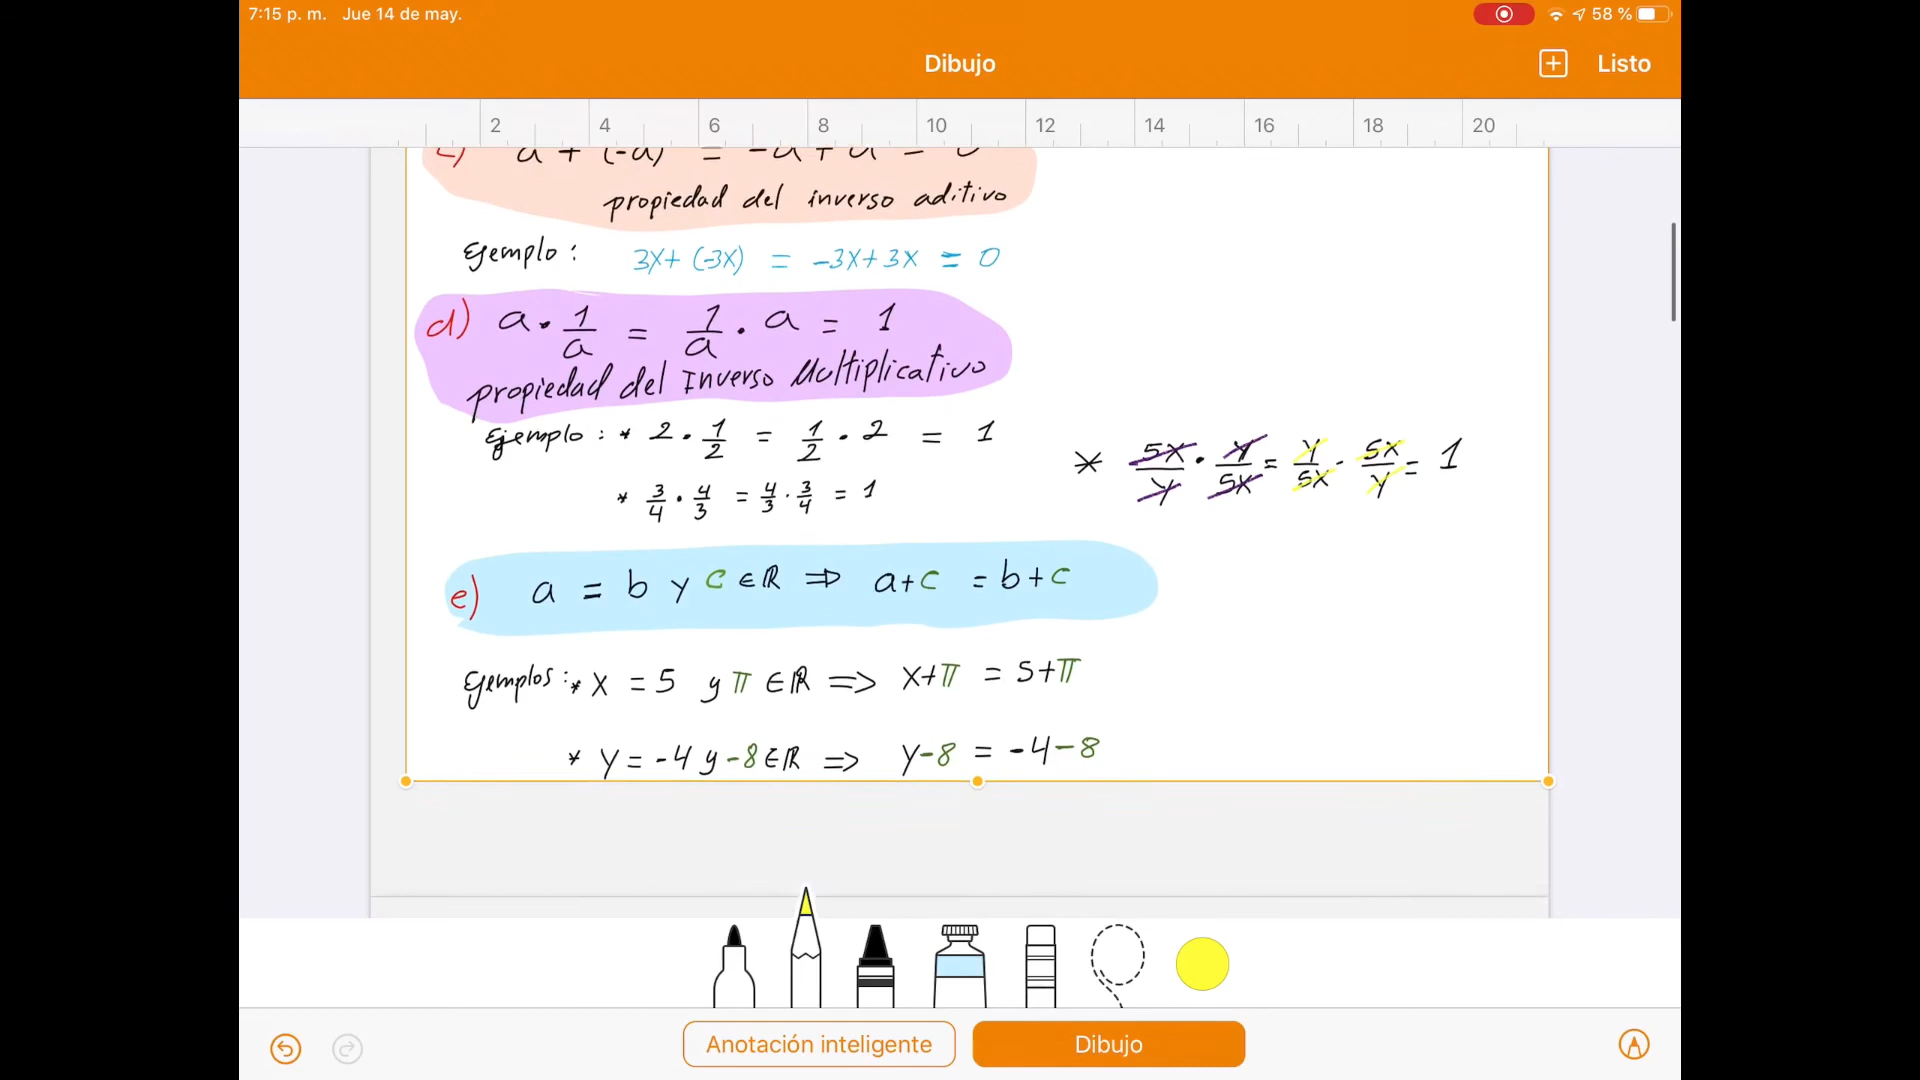 7:15 p. m. Jue 14 de may.
58 %
Dibujo
Listo
2 4 6 8 10 12 14 16 18 20
c) a + (-a) = -a + a = 0
propiedad del inverso aditivo
Ejemplo: 3x+ (-3x) = -3x+3x = 0
d) a · 1/a = 1/a · a = 1
propiedad del Inverso Multiplicativo
Ejemplo: * 2 · 1/2 = 1/2 · 2 = 1
* 5x/y · y/5x = y/5x · 5x/y = 1
* 3/4 · 4/3 = 4/3 · 3/4 = 1
e) a = b y c ∈ ℝ ⇒ a+c = b+c
Ejemplos: * x = 5 y π ∈ ℝ ⇒ x+π = 5+π
* y = -4 y -8 ∈ ℝ ⇒ y-8 = -4-8
Anotación inteligente
Dibujo